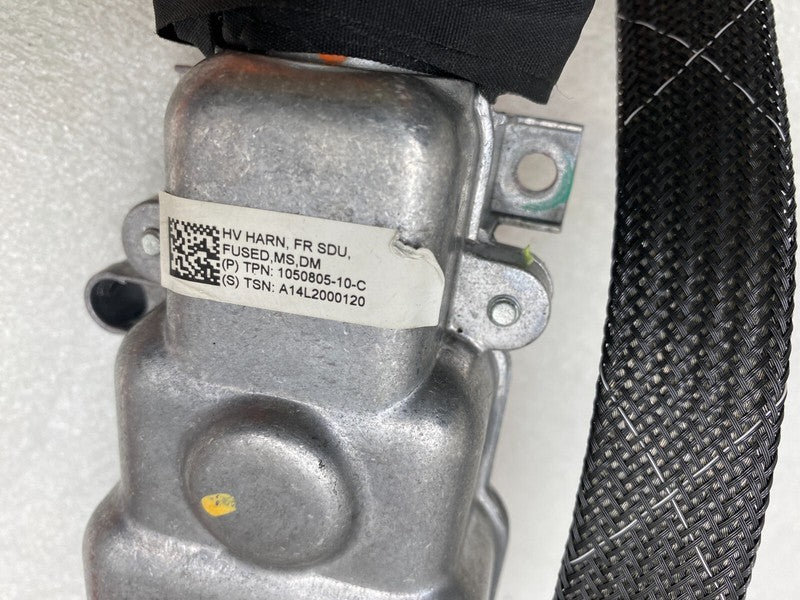 HV HARN, FR SDU,
FUSED,MS,DM
(P) TPN: 1050805-10-C
(S) TSN: A14L2000120